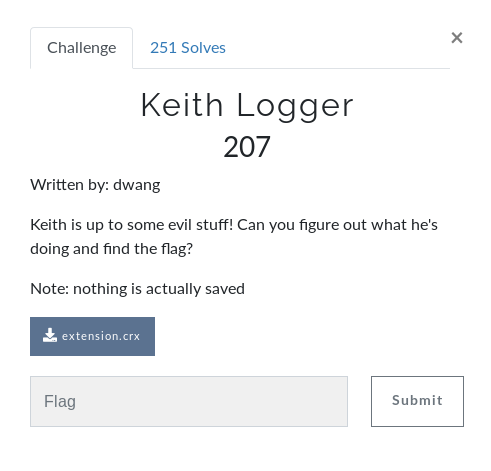 Challenge
251 Solves
×
Keith Logger
207
Written by: dwang
Keith is up to some evil stuff! Can you figure out what he's
doing and find the flag?
Note: nothing is actually saved
extension.crx
Flag
Submit